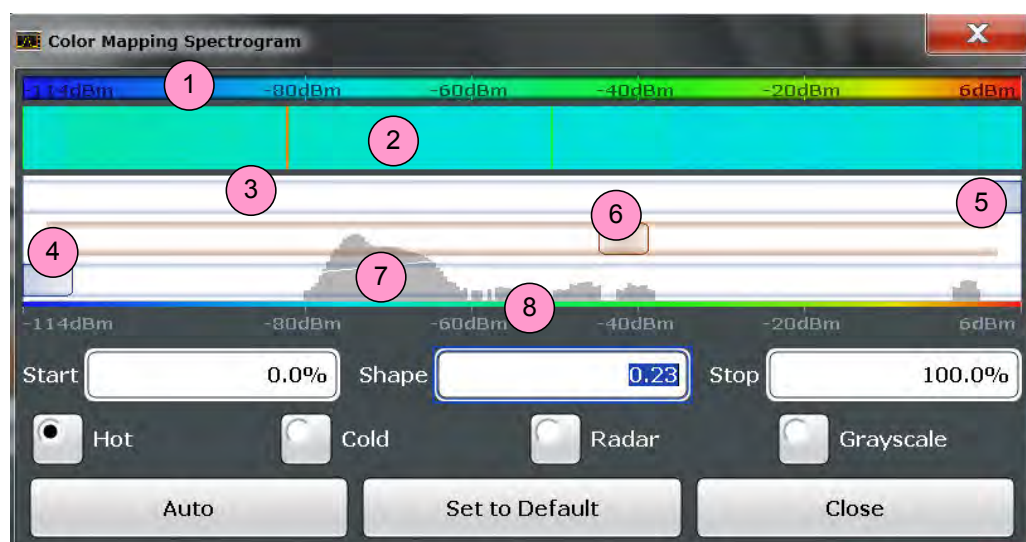 Color Mapping Spectrogram
X
-114dBm -80dBm -60dBm -40dBm -20dBm 6dBm
1
2
3
4
5
6
7
8
-114dBm -80dBm -60dBm -40dBm -20dBm 6dBm
Start 0.0% Shape 0.23 Stop 100.0%
Hot Cold Radar Grayscale
Auto Set to Default Close